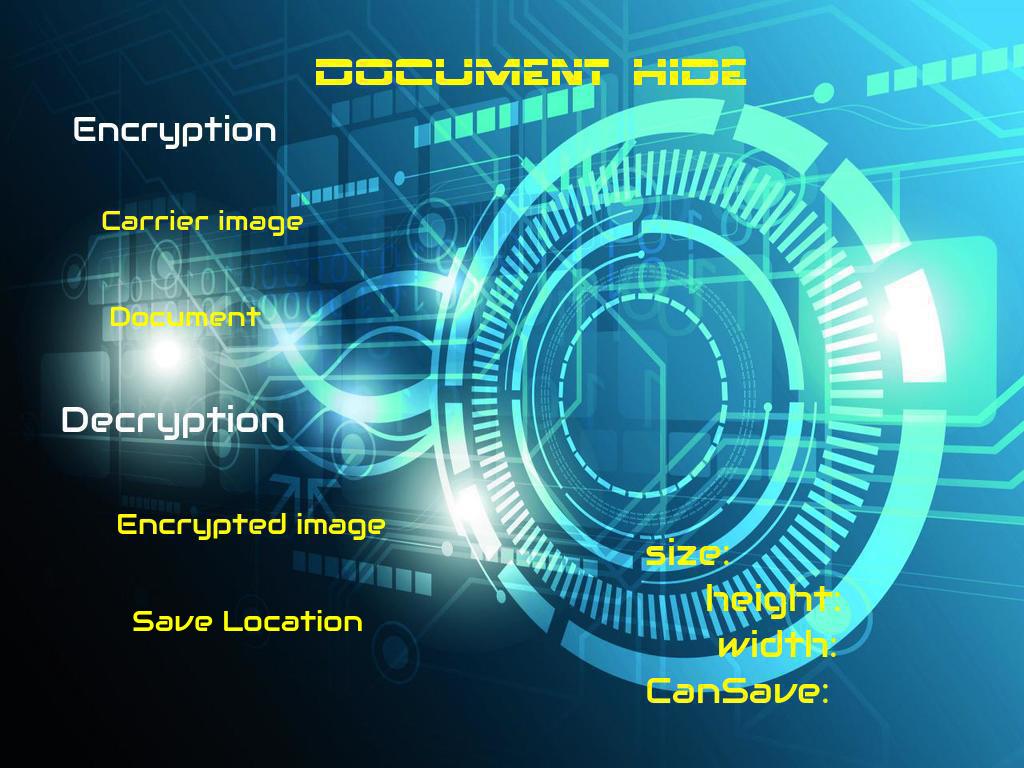 DOCUMENT HIDE
Encryption
Carrier image
Document
Decryption
Encrypted image
Save Location
size:
height:
width:
CanSave: